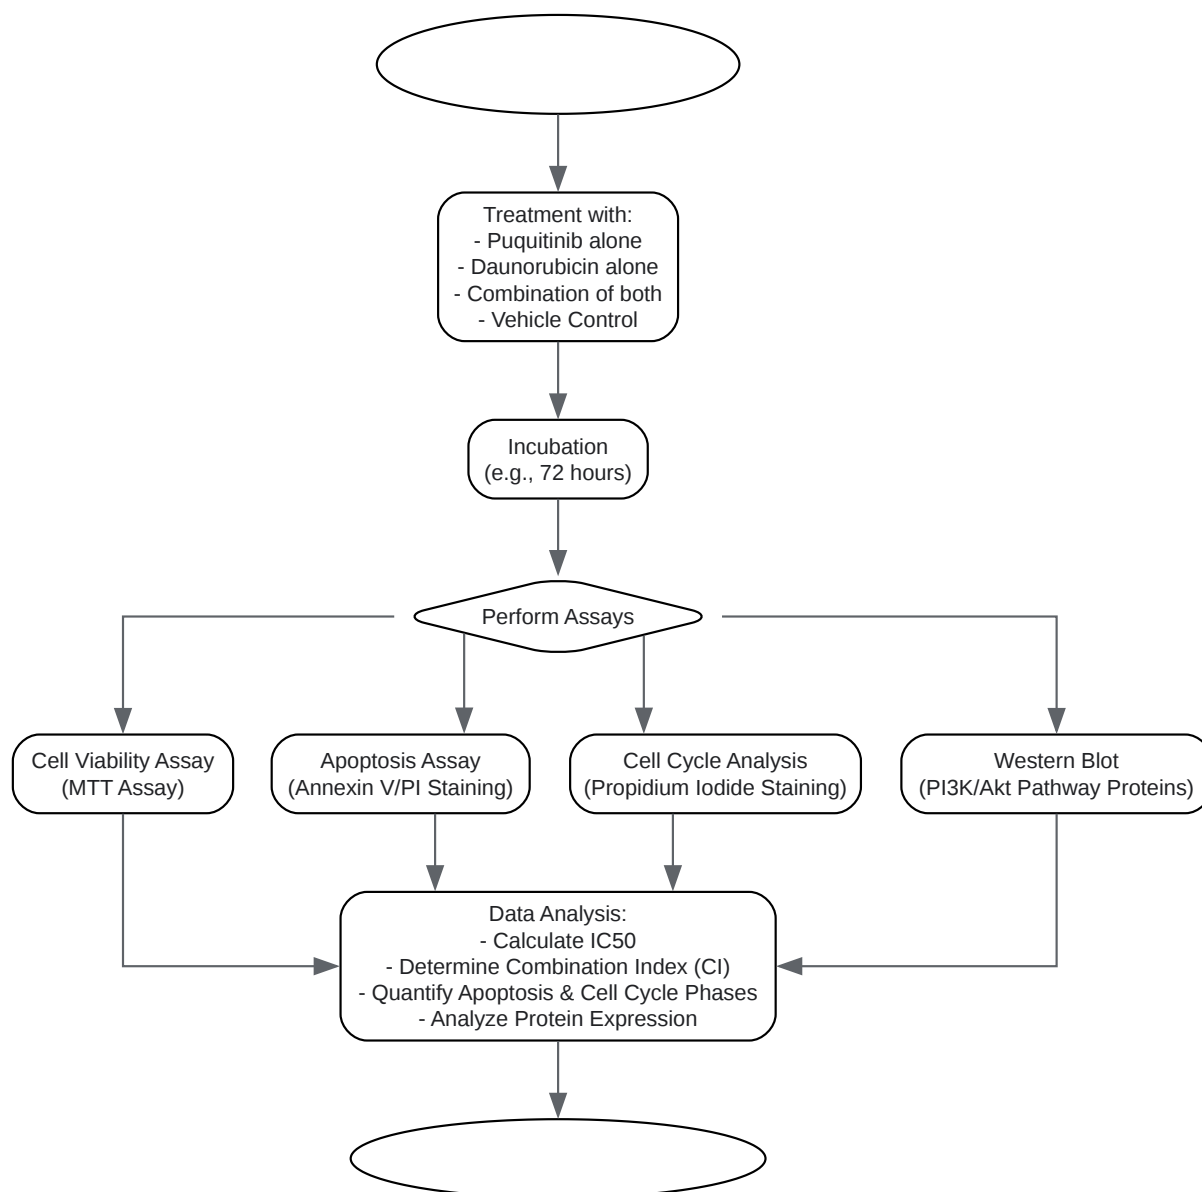 Treatment with:
- Puquitinib alone
- Daunorubicin alone
- Combination of both
- Vehicle Control
Incubation
(e.g., 72 hours)
Perform Assays
Cell Viability Assay
(MTT Assay)
Apoptosis Assay
(Annexin V/PI Staining)
Cell Cycle Analysis
(Propidium Iodide Staining)
Western Blot
(PI3K/Akt Pathway Proteins)
Data Analysis:
- Calculate IC50
- Determine Combination Index (CI)
- Quantify Apoptosis & Cell Cycle Phases
- Analyze Protein Expression